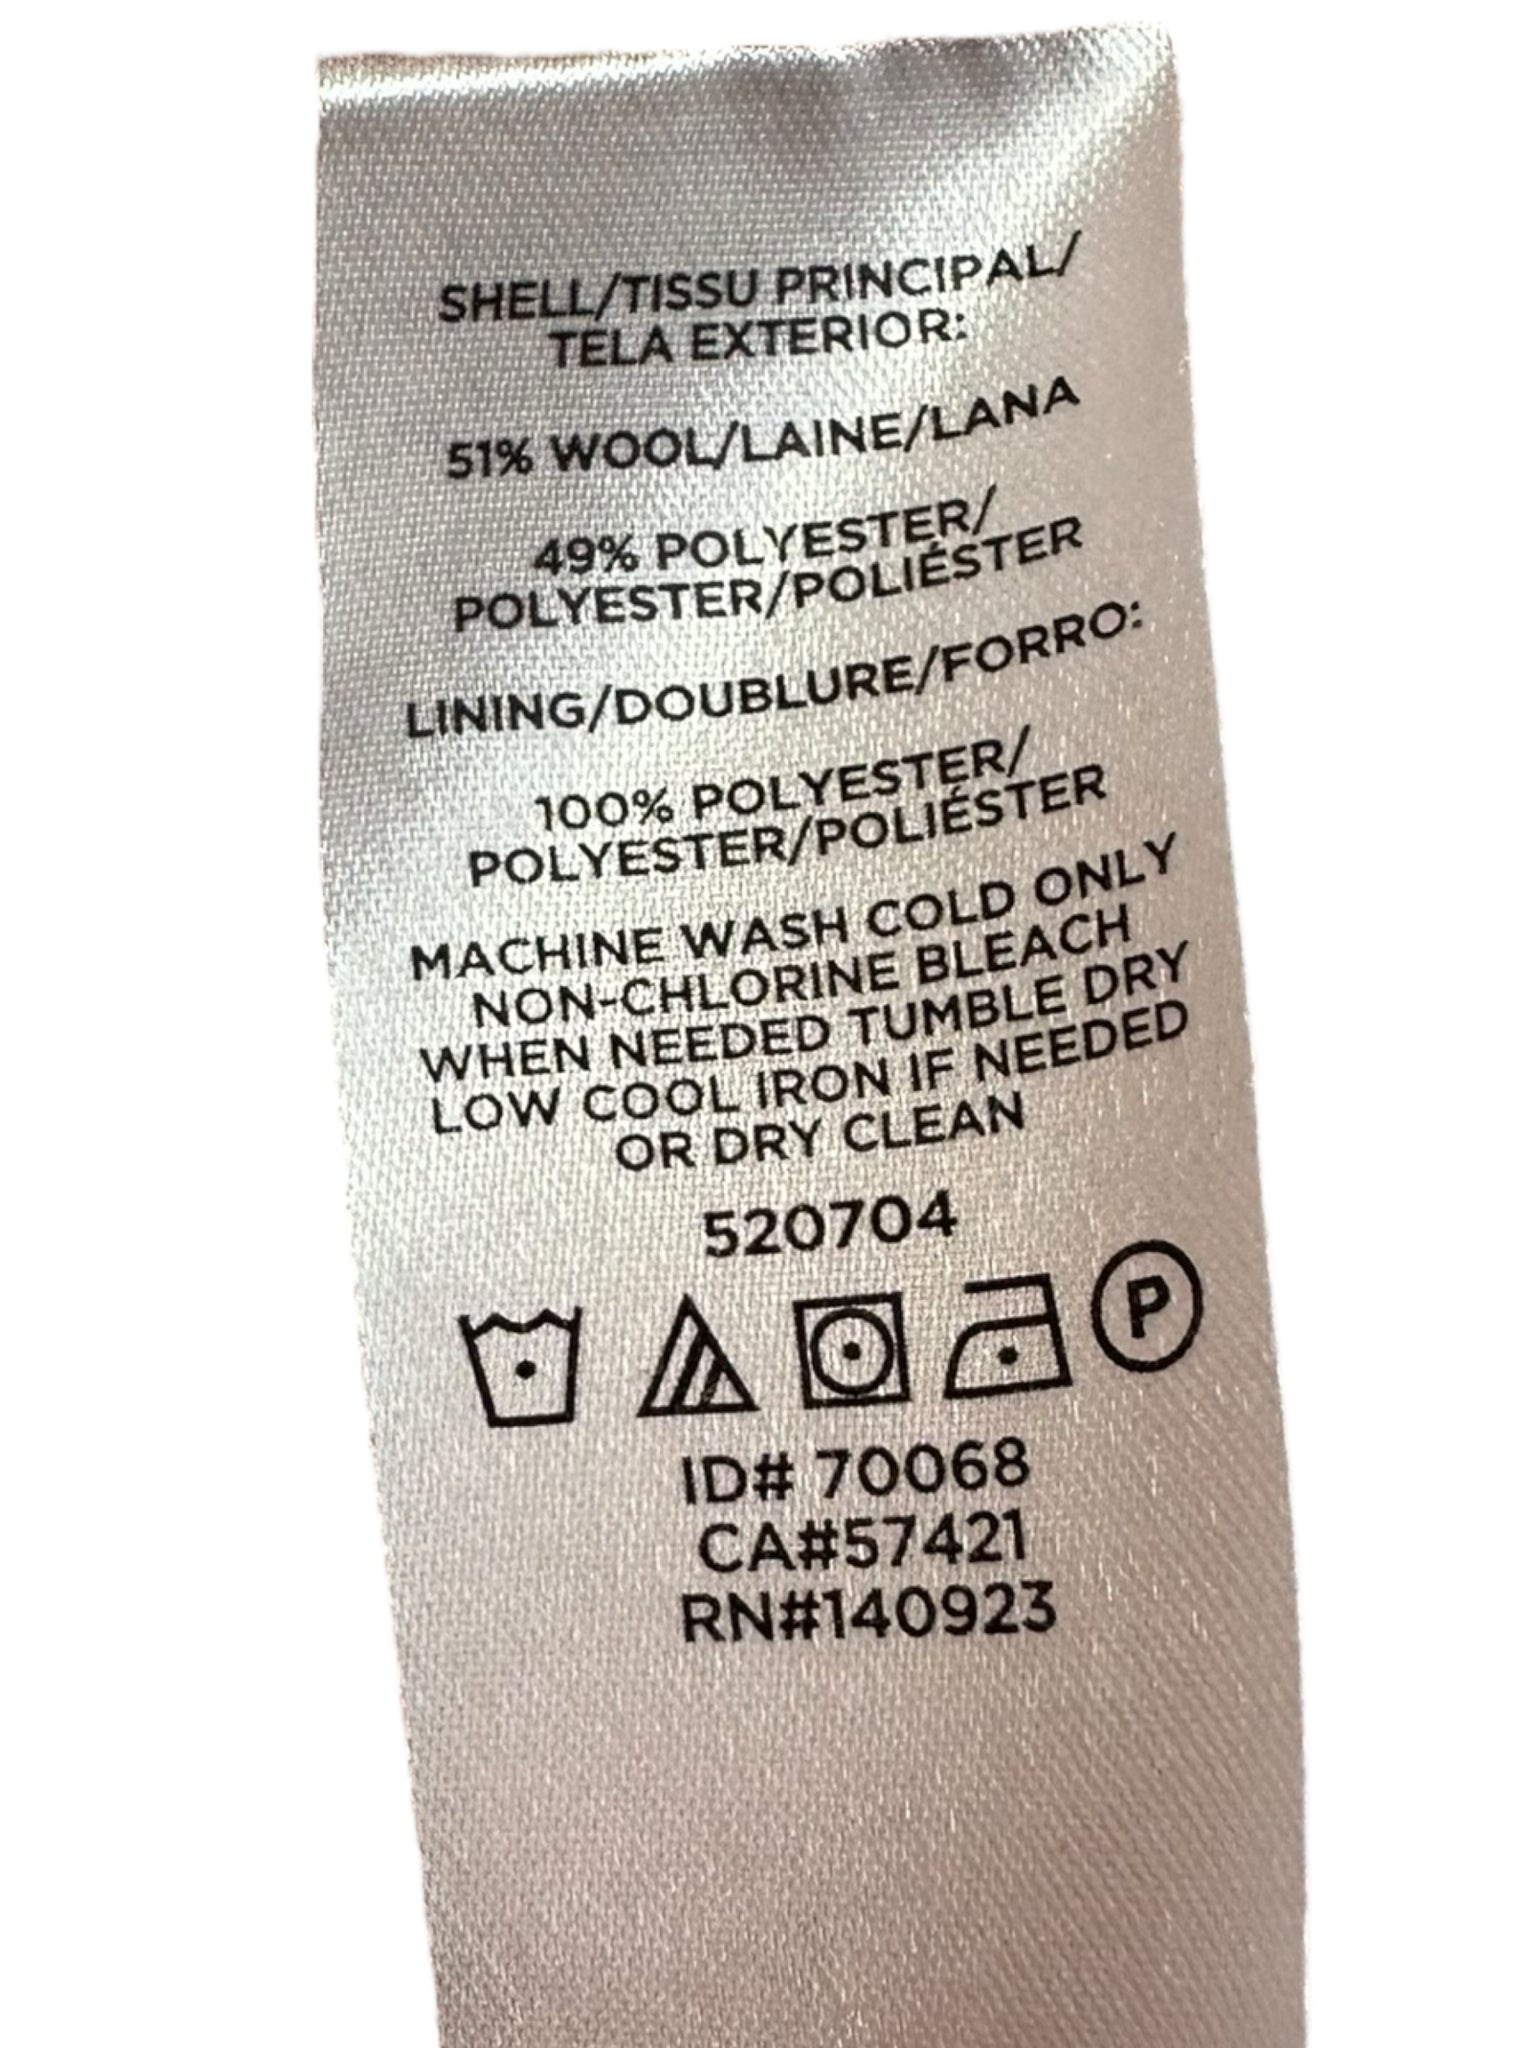 SHELL/TISSU PRINCIPAL/
TELA EXTERIOR:
51% WOOL/LAINE/LANA
49% POLYESTER/
POLYESTER/POLIÉSTER
LINING/DOUBLURE/FORRO:
100% POLYESTER/
POLYESTER/POLIÉSTER
MACHINE WASH COLD ONLY
NON-CHLORINE BLEACH
WHEN NEEDED TUMBLE DRY
LOW COOL IRON IF NEEDED
OR DRY CLEAN
520704
P
ID# 70068
CA#57421
RN#140923